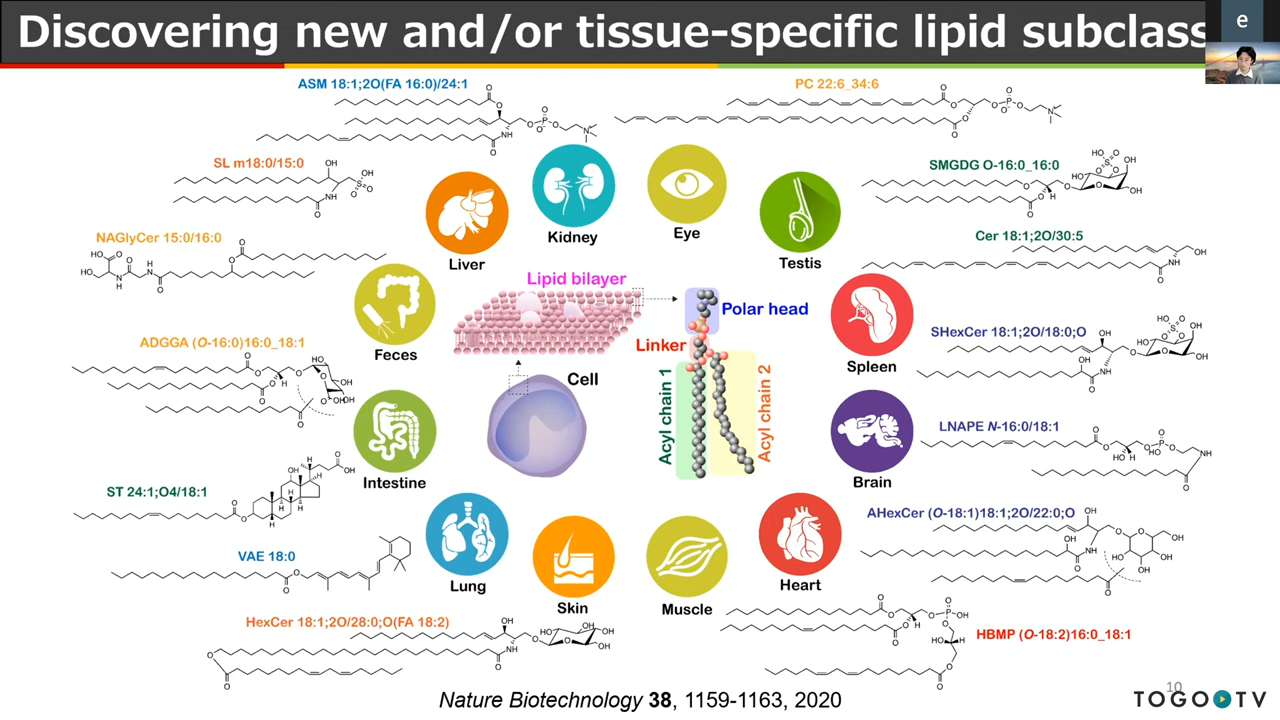 Discovering new and/or tissue-specific lipid subclass
e
ASM 18:1;2O(FA 16:0)/24:1
PC 22:6_34:6
SL m18:0/15:0
SMGDG O-16:0_16:0
NAGlyCer 15:0/16:0
Cer 18:1;2O/30:5
Kidney
Eye
Liver
Testis
Lipid bilayer
Polar head
Linker
Feces
Cell
Acyl chain 1
Acyl chain 2
Spleen
SHexCer 18:1;2O/18:0;O
ADGGA (O-16:0)16:0_18:1
Intestine
Brain
LNAPE N-16:0/18:1
ST 24:1;O4/18:1
AHexCer (O-18:1)18:1;2O/22:0;O
VAE 18:0
Lung
Skin
Muscle
Heart
HexCer 18:1;2O/28:0;O(FA 18:2)
HBMP (O-18:2)16:0_18:1
Nature Biotechnology 38, 1159-1163, 2020
10
TOGO TV